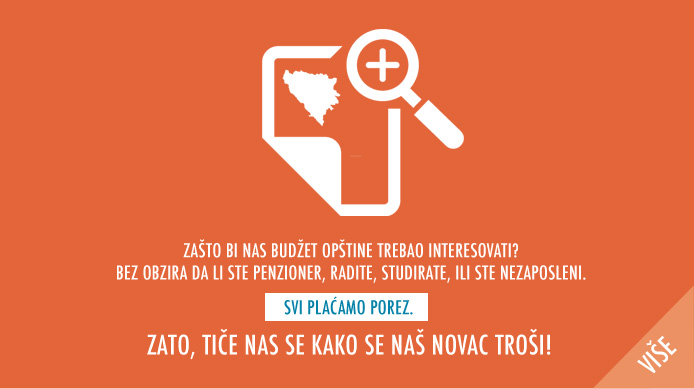 ZAŠTO BI NAS BUDŽET OPŠTINE TREBAO INTERESOVATI?
BEZ OBZIRA DA LI STE PENZIONER, RADITE, STUDIRATE, ILI STE NEZAPOSLENI.
SVI PLAĆAMO POREZ.
ZATO, TIČE NAS SE KAKO SE NAŠ NOVAC TROŠI!
VIŠE